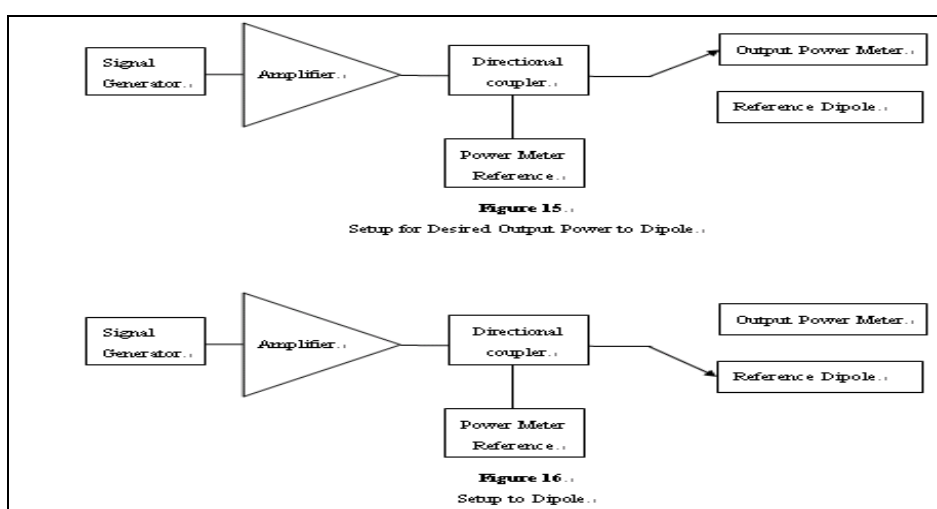 Signal
Generator.
Amplifier.
Directional
coupler.
Output Power Meter.
Reference Dipole.
Power Meter
Reference.
Figure 15.
Setup for Desired Output Power to Dipole.
Signal
Generator.
Amplifier.
Directional
coupler.
Output Power Meter.
Reference Dipole.
Power Meter
Reference.
Figure 16.
Setup to Dipole.